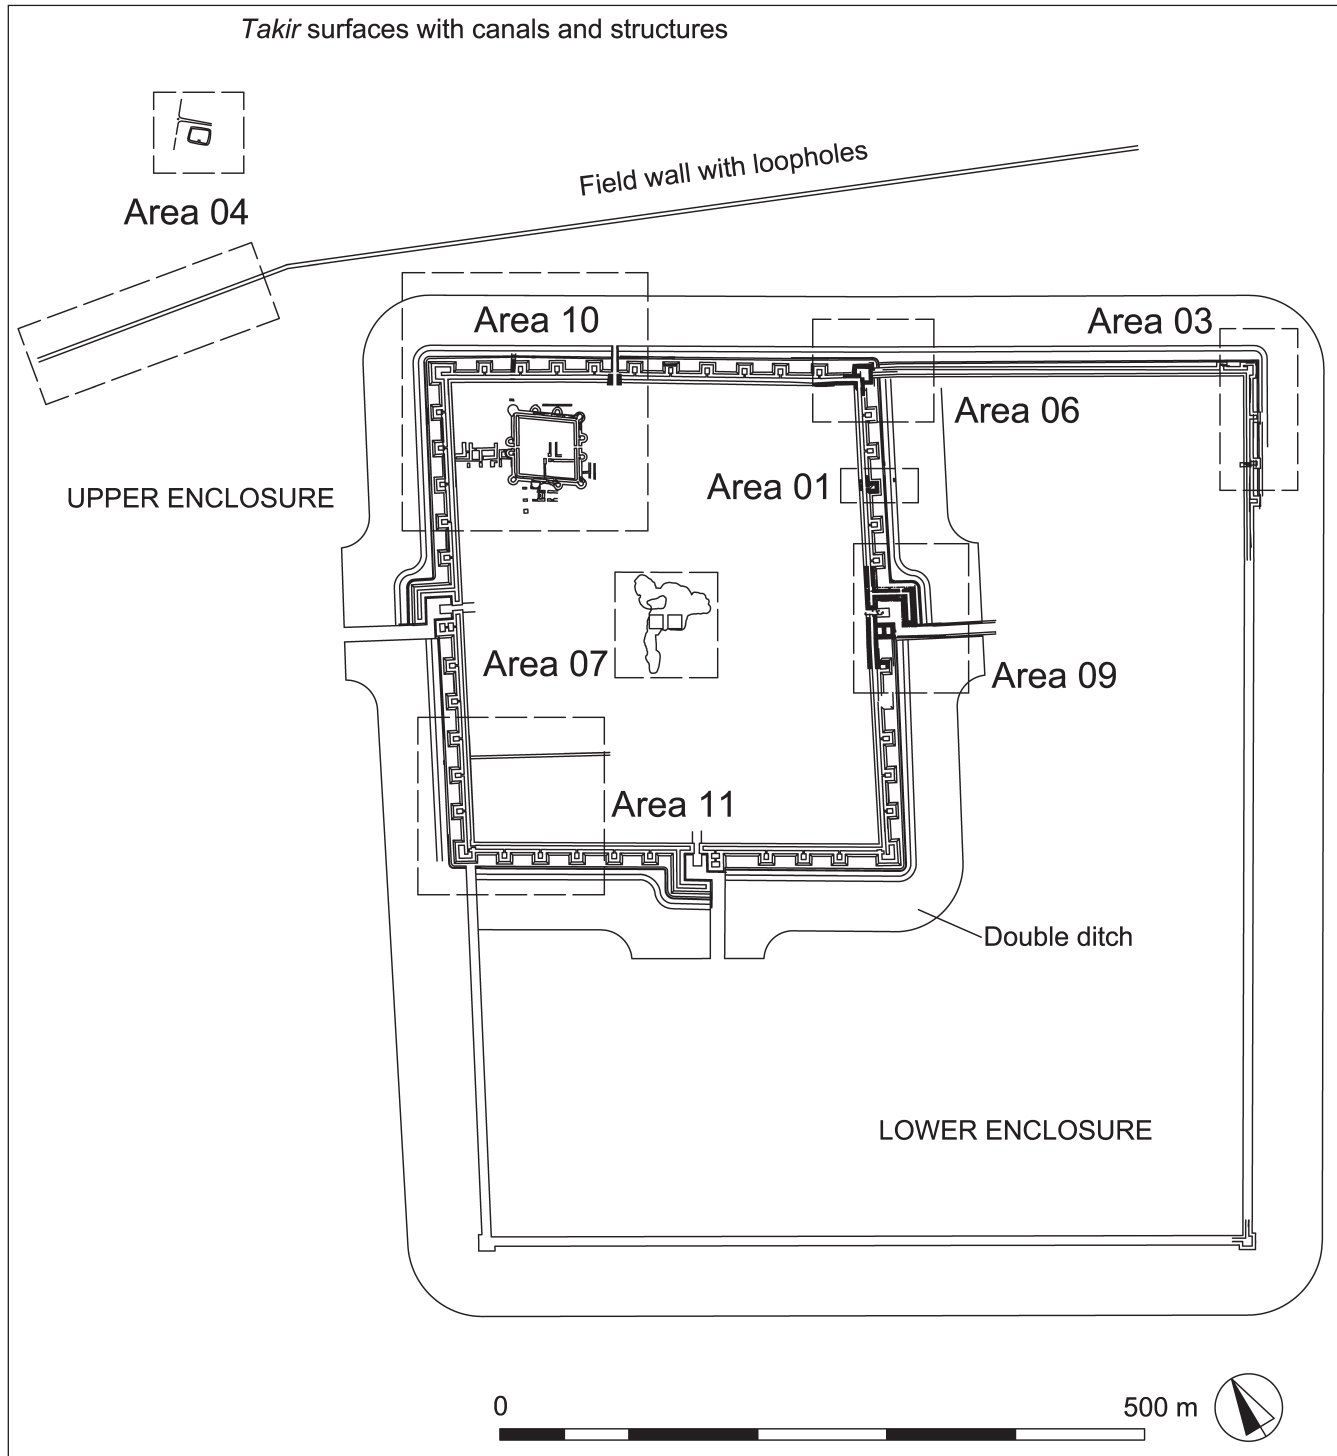 Takir surfaces with canals and structures
Field wall with loopholes
Area 04
Area 10
Area 03
Area 06
UPPER ENCLOSURE
Area 01
Area 07
Area 09
Area 11
Double ditch
LOWER ENCLOSURE
0
500 m